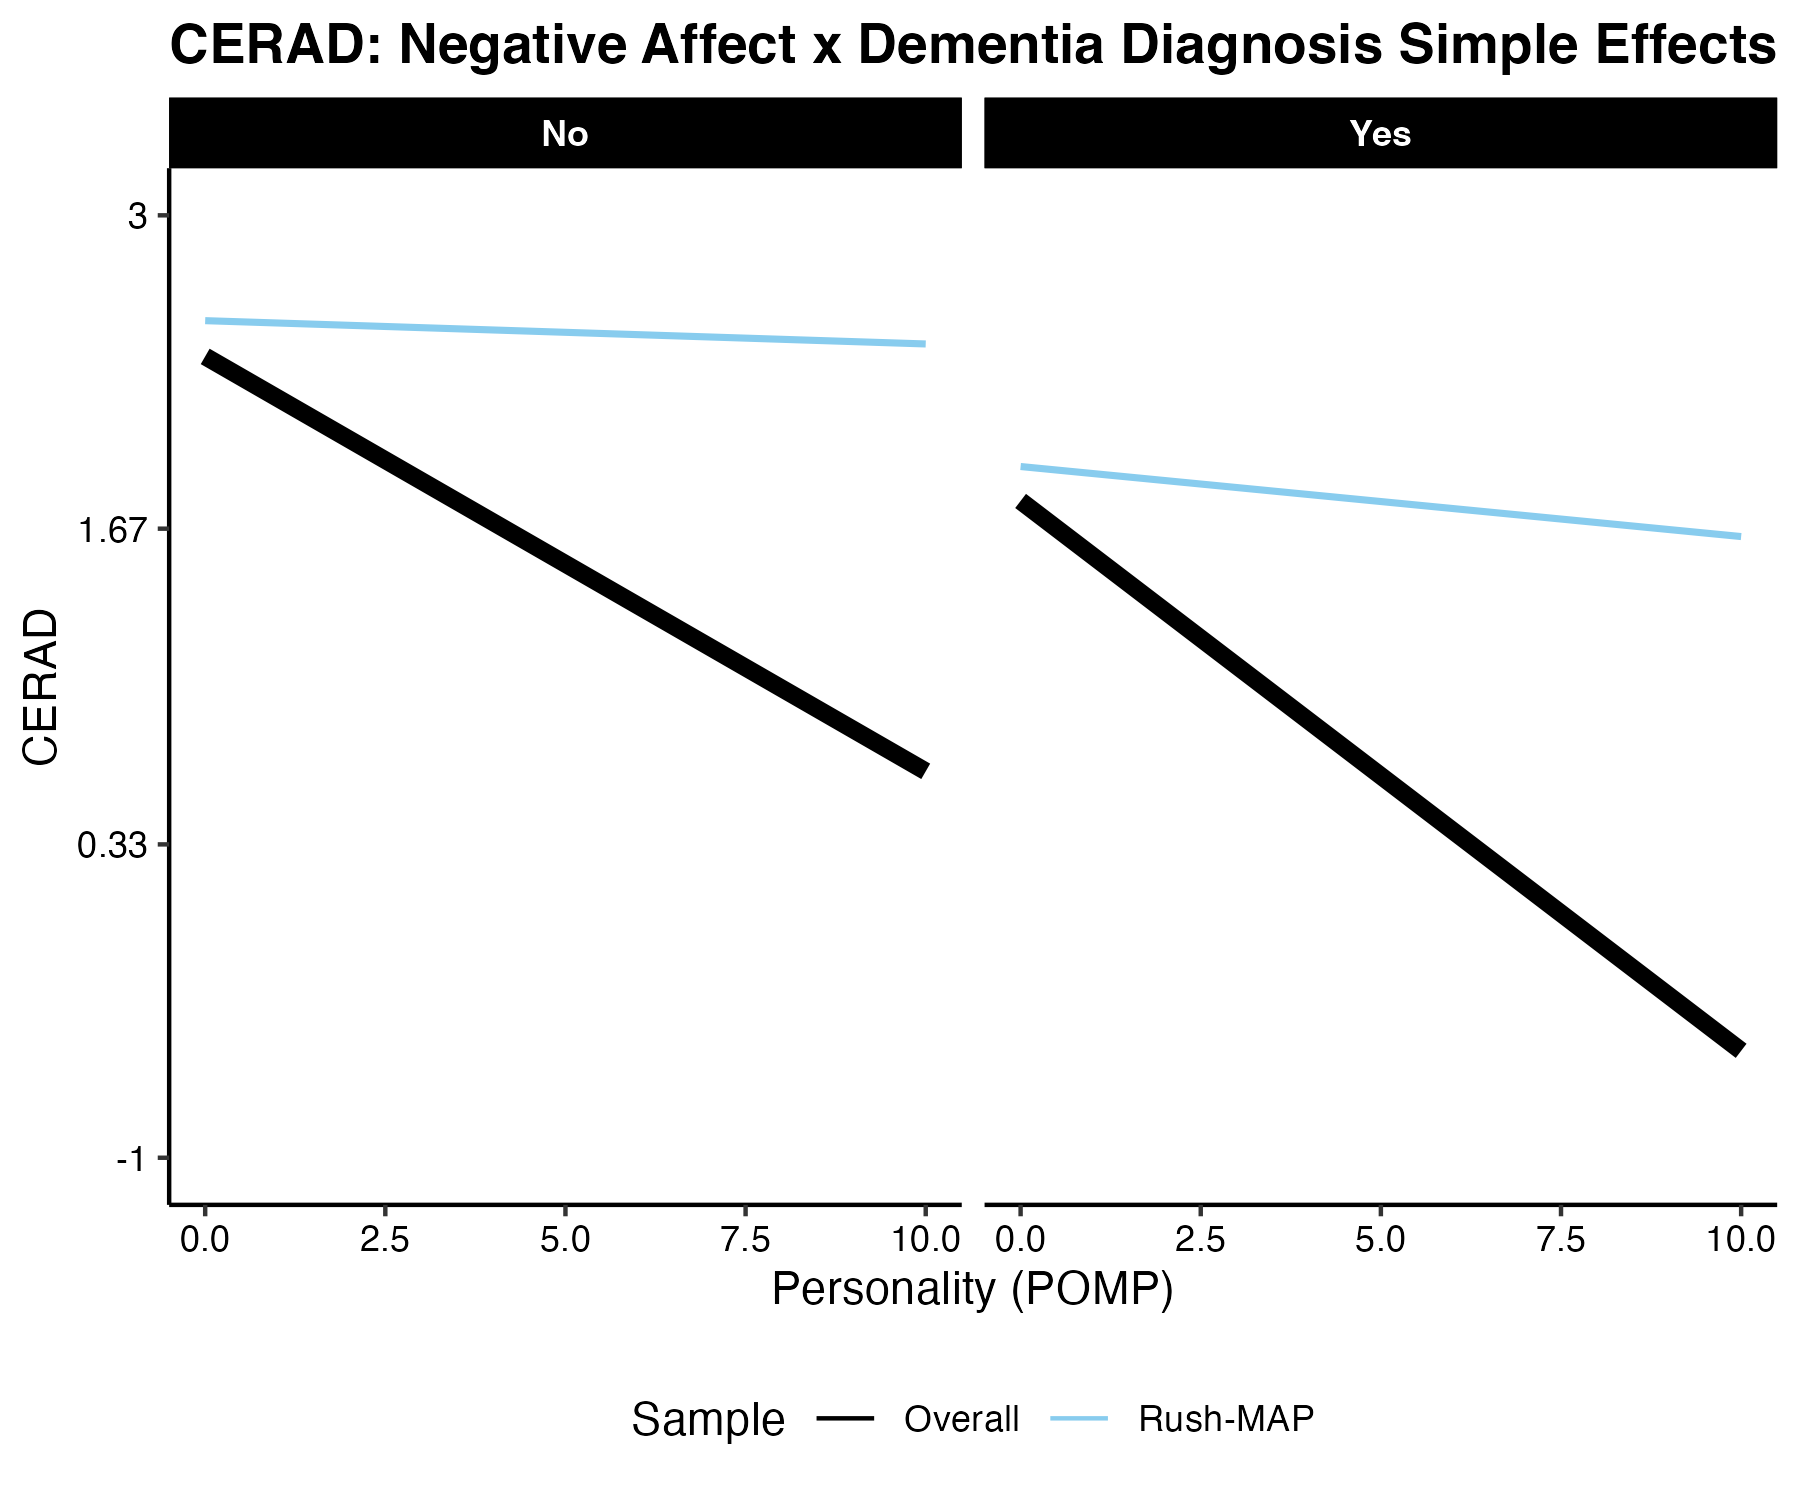 CERAD: Negative Affect x Dementia Diagnosis Simple Effects
No
Yes
3
1.67
0.33
-1
CERAD
0.0 2.5 5.0 7.5 10.0 0.0 2.5 5.0 7.5 10.0
Personality (POMP)
Sample Overall Rush-MAP